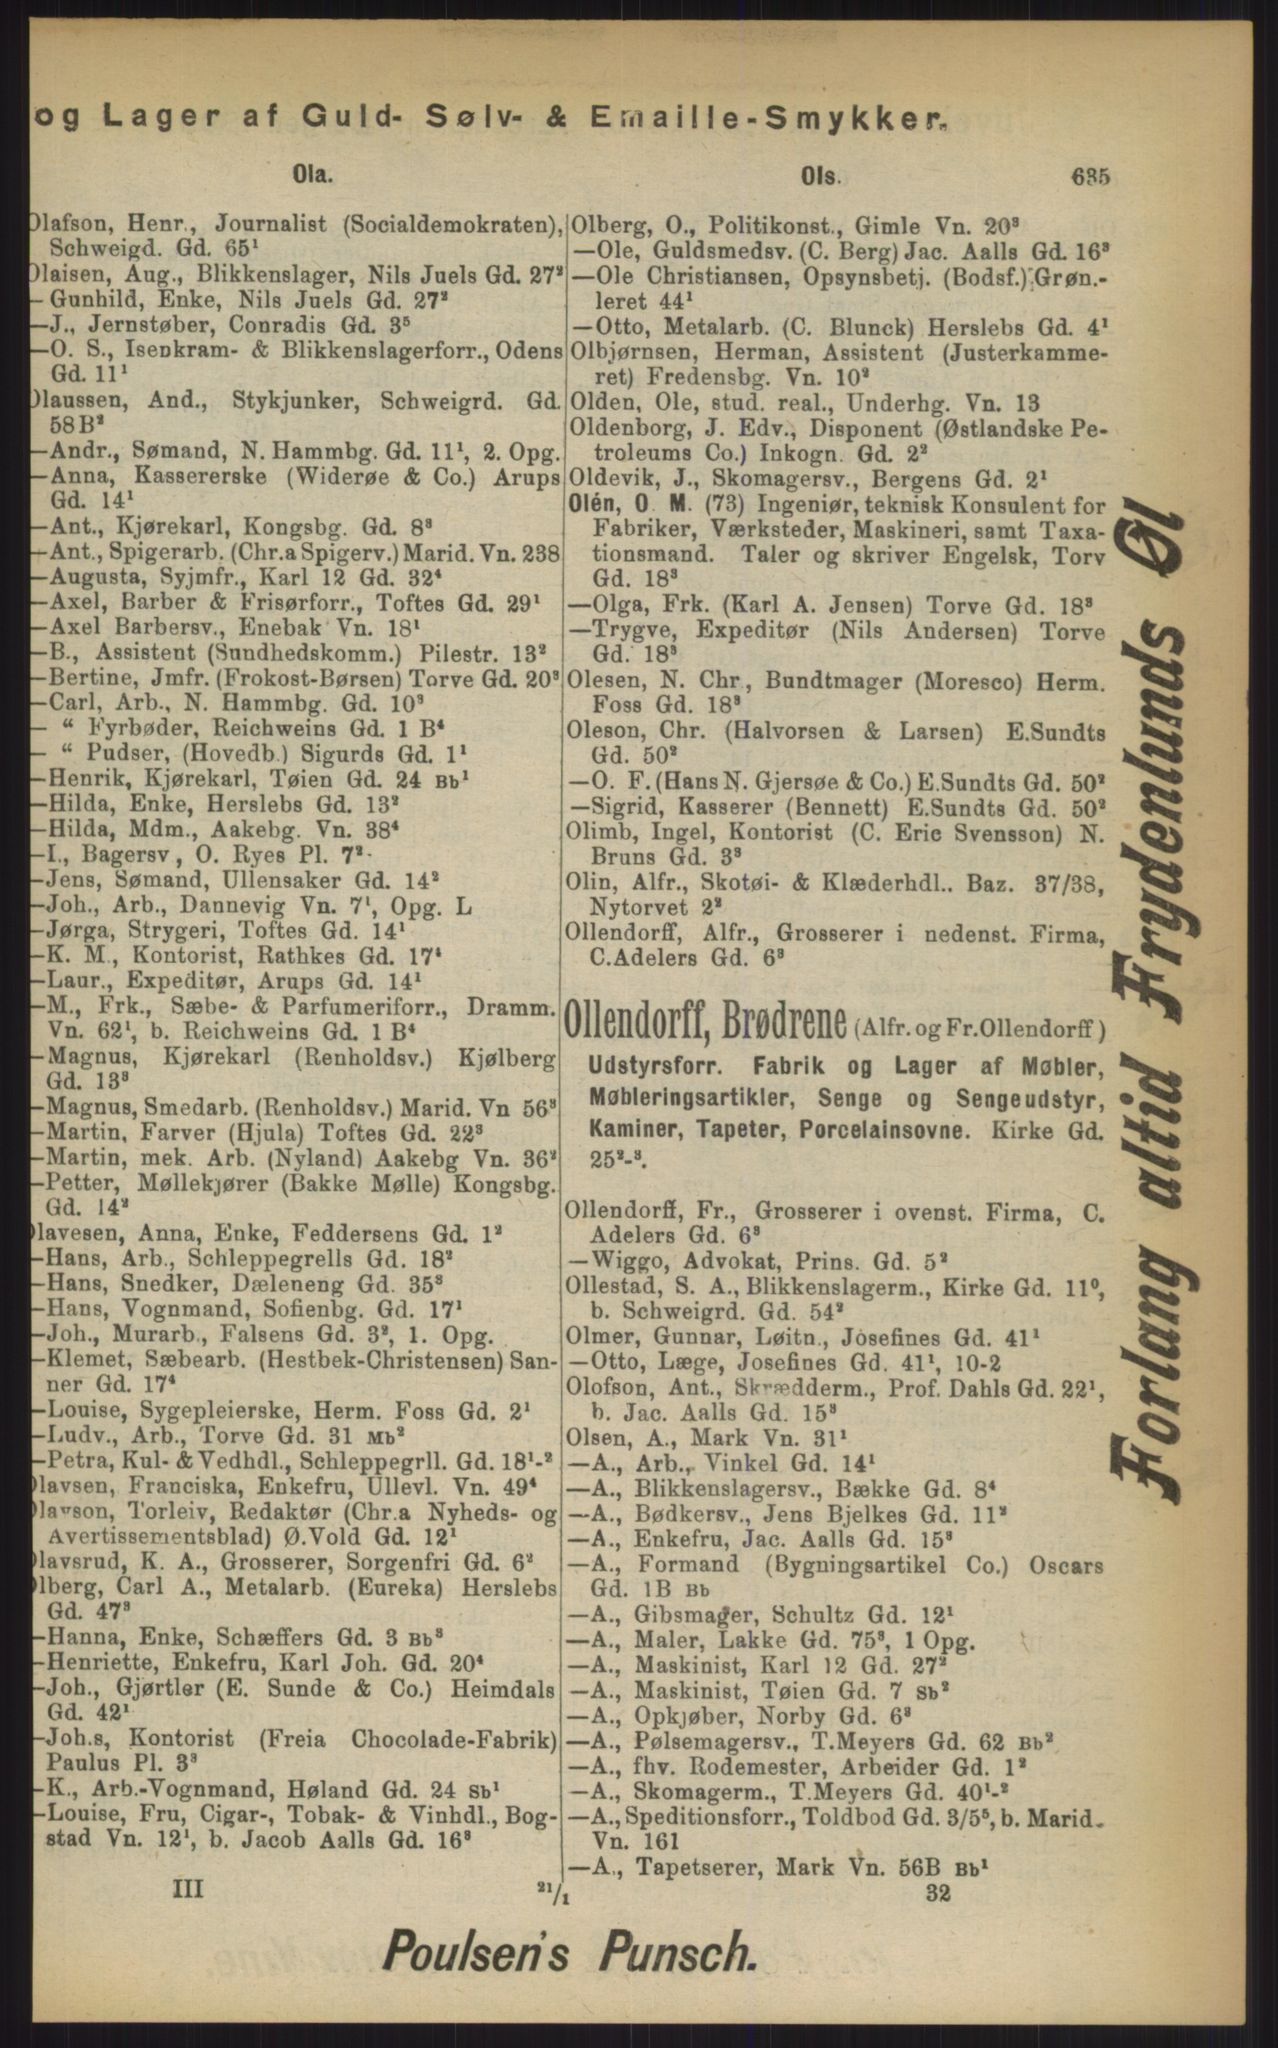 og Lager af Guld- Sølv- & Emaille-Smykker.
Ola.
Ols.
635
Olafson, Henr., Journalist (Socialdemokraten),
Schweigd. Gd. 65¹
Olaisen, Aug., Blikkenslager, Nils Juels Gd. 27²
— Gunhild, Enke, Nils Juels Gd. 27²
—J., Jernstøber, Conradis Gd. 3⁵
—O. S., Isenkram- & Blikkenslagerforr., Odens
Gd. 11¹
Olaussen, And., Stykjunker, Schweigrd. Gd.
58B²
—Andr., Sømand, N. Hammbg. Gd. 11¹, 2. Opg.
—Anna, Kassererske (Widerøe & Co.) Arups
Gd. 14¹
—Ant., Kjørekarl, Kongsbg. Gd. 8³
—Ant., Spigerarb. (Chr.a Spigerv.) Marid. Vn. 238
—Augusta, Syjmfr., Karl 12 Gd. 32⁴
—Axel, Barber & Frisørforr., Toftes Gd. 29¹
—Axel Barbersv., Enebak Vn. 18¹
—B., Assistent (Sundhedskomm.) Pilestr. 13²
—Bertine, Jmfr. (Frokost-Børsen) Torve Gd. 20³
—Carl, Arb., N. Hammbg. Gd. 10³
— “ Fyrbøder, Reichweins Gd. 1 B⁴
— “ Pudser, (Hovedb.) Sigurds Gd. 1¹
—Henrik, Kjørekarl, Tøien Gd. 24 Bb¹
—Hilda, Enke, Herslebs Gd. 13²
—Hilda, Mdm., Aakebg. Vn. 38⁴
—I., Bagersv, O. Ryes Pl. 7²
—Jens, Sømand, Ullensaker Gd. 14²
—Joh., Arb., Dannevig Vn. 7¹, Opg. L
—Jørga, Strygeri, Toftes Gd. 14¹
—K. M., Kontorist, Rathkes Gd. 17⁴
—Laur., Expeditør, Arups Gd. 14¹
—M., Frk., Sæbe- & Parfumeriforr., Dramm.
Vn. 62¹, b. Reichweins Gd. 1 B⁴
—Magnus, Kjørekarl (Renholdsv.) Kjølberg
Gd. 13³
—Magnus, Smedarb. (Renholdsv.) Marid. Vn 56³
—Martin, Farver (Hjula) Toftes Gd. 22³
—Martin, mek. Arb. (Nyland) Aakebg Vn. 36²
—Petter, Møllekjører (Bakke Mølle) Kongsbg.
Gd. 14²
Olavesen, Anna, Enke, Feddersens Gd. 1²
—Hans, Arb., Schleppegrells Gd. 18²
—Hans, Snedker, Dæleneng Gd. 35³
—Hans, Vognmand, Sofienbg. Gd. 17¹
—Joh., Murarb., Falsens Gd. 3², 1. Opg.
—Klemet, Sæbearb. (Hestbek-Christensen) San-
ner Gd. 17⁴
—Louise, Sygepleierske, Herm. Foss Gd. 2¹
—Ludv., Arb., Torve Gd. 31 Mb²
—Petra, Kul- & Vedhdl., Schleppegrll. Gd. 18¹-²
Olavsen, Franciska, Enkefru, Ullevl. Vn. 49⁴
Olavson, Torleiv, Redaktør (Chr.a Nyheds- og
Avertissementsblad) Ø.Vold Gd. 12¹
Olavsrud, K. A., Grosserer, Sorgenfri Gd. 6²
Olberg, Carl A., Metalarb. (Eureka) Herslebs
Gd. 47³
—Hanna, Enke, Schæffers Gd. 3 Bb³
—Henriette, Enkefru, Karl Joh. Gd. 20⁴
—Joh., Gjørtler (E. Sunde & Co.) Heimdals
Gd. 42¹
—Joh.s, Kontorist (Freia Chocolade-Fabrik)
Paulus Pl. 3³
—K., Arb.-Vognmand, Høland Gd. 24 Sb¹
—Louise, Fru, Cigar-, Tobak- & Vinhdl., Bog-
stad Vn. 12¹, b. Jacob Aalls Gd. 16³
Olberg, O., Politikonst., Gimle Vn. 20³
—Ole, Guldsmedsv. (C. Berg) Jac. Aalls Gd. 16³
—Ole Christiansen, Opsynsbetj. (Bodsf.) Grøn.-
leret 44¹
—Otto, Metalarb. (C. Blunck) Herslebs Gd. 4¹
Olbjørnsen, Herman, Assistent (Justerkamme-
ret) Fredensbg. Vn. 10²
Olden, Ole, stud. real., Underhg. Vn. 13
Oldenborg, J. Edv., Disponent (Østlandske Pe-
troleums Co.) Inkogn. Gd. 2²
Oldevik, J., Skomagersv., Bergens Gd. 2¹
Olén, O. M. (73) Ingeniør, teknisk Konsulent for
Fabriker, Værksteder, Maskineri, samt Taxa-
tionsmand. Taler og skriver Engelsk, Torv
Gd. 18³
—Olga, Frk. (Karl A. Jensen) Torve Gd. 18³
—Trygve, Expeditør (Nils Andersen) Torve
Gd. 18³
Olesen, N. Chr, Bundtmager (Moresco) Herm.
Foss Gd. 18³
Oleson, Chr. (Halvorsen & Larsen) E.Sundts
Gd. 50²
—O. F. (Hans N. Gjersøe & Co.) E.Sundts Gd. 50²
—Sigrid, Kasserer (Bennett) E.Sundts Gd. 50²
Olimb, Ingel, Kontorist (C. Eric Svensson) N.
Bruns Gd. 3³
Olin, Alfr., Skotøi- & Klæderhdl.. Baz. 37/38,
Nytorvet 2²
Ollendorff, Alfr., Grosserer i nedenst. Firma,
C.Adelers Gd. 6³
Ollendorff, Brødrene (Alfr. og Fr.Ollendorff)
Udstyrsforr. Fabrik og Lager af Møbler,
Møbleringsartikler, Senge og Sengeudstyr,
Kaminer, Tapeter, Porcelainsovne. Kirke Gd.
25²-³.
Ollendorff, Fr., Grosserer i ovenst. Firma, C.
Adelers Gd. 6³
—Wiggo, Advokat, Prins. Gd. 5²
Ollestad, S. A., Blikkenslagerm., Kirke Gd. 11⁰,
b. Schweigrd. Gd. 54²
Olmer, Gunnar, Løitn., Josefines Gd. 41¹
—Otto, Læge, Josefines Gd. 41¹, 10-2
Olofson, Ant., Skrædderm., Prof. Dahls Gd. 22¹,
b. Jac. Aalls Gd. 15³
Olsen, A., Mark Vn. 31¹
—A., Arb., Vinkel Gd. 14¹
—A., Blikkenslagersv., Bække Gd. 8⁴
—A., Bødkersv., Jens Bjelkes Gd. 11²
—A., Enkefru, Jac. Aalls Gd. 15³
—A., Formand (Bygningsartikel Co.) Oscars
Gd. 1B Bb
—A., Gibsmager, Schultz Gd. 12¹
—A., Maler, Lakke Gd. 75³, 1 Opg.
—A., Maskinist, Karl 12 Gd. 27²
—A., Maskinist, Tøien Gd. 7 Sb²
—A., Opkjøber, Norby Gd. 6³
—A., Pølsemagersv., T.Meyers Gd. 62 Bb²
—A., fhv. Rodemester, Arbeider Gd. 1²
—A., Skomagerm., T.Meyers Gd. 40¹-²
—A., Speditionsforr., Toldbod Gd. 3/5⁵, b. Marid.
Vn. 161
—A., Tapetserer, Mark Vn. 56B Bb¹
III
²¹/₁
32
Poulsen's Punsch.
Forlang altid Frydenlunds Øl